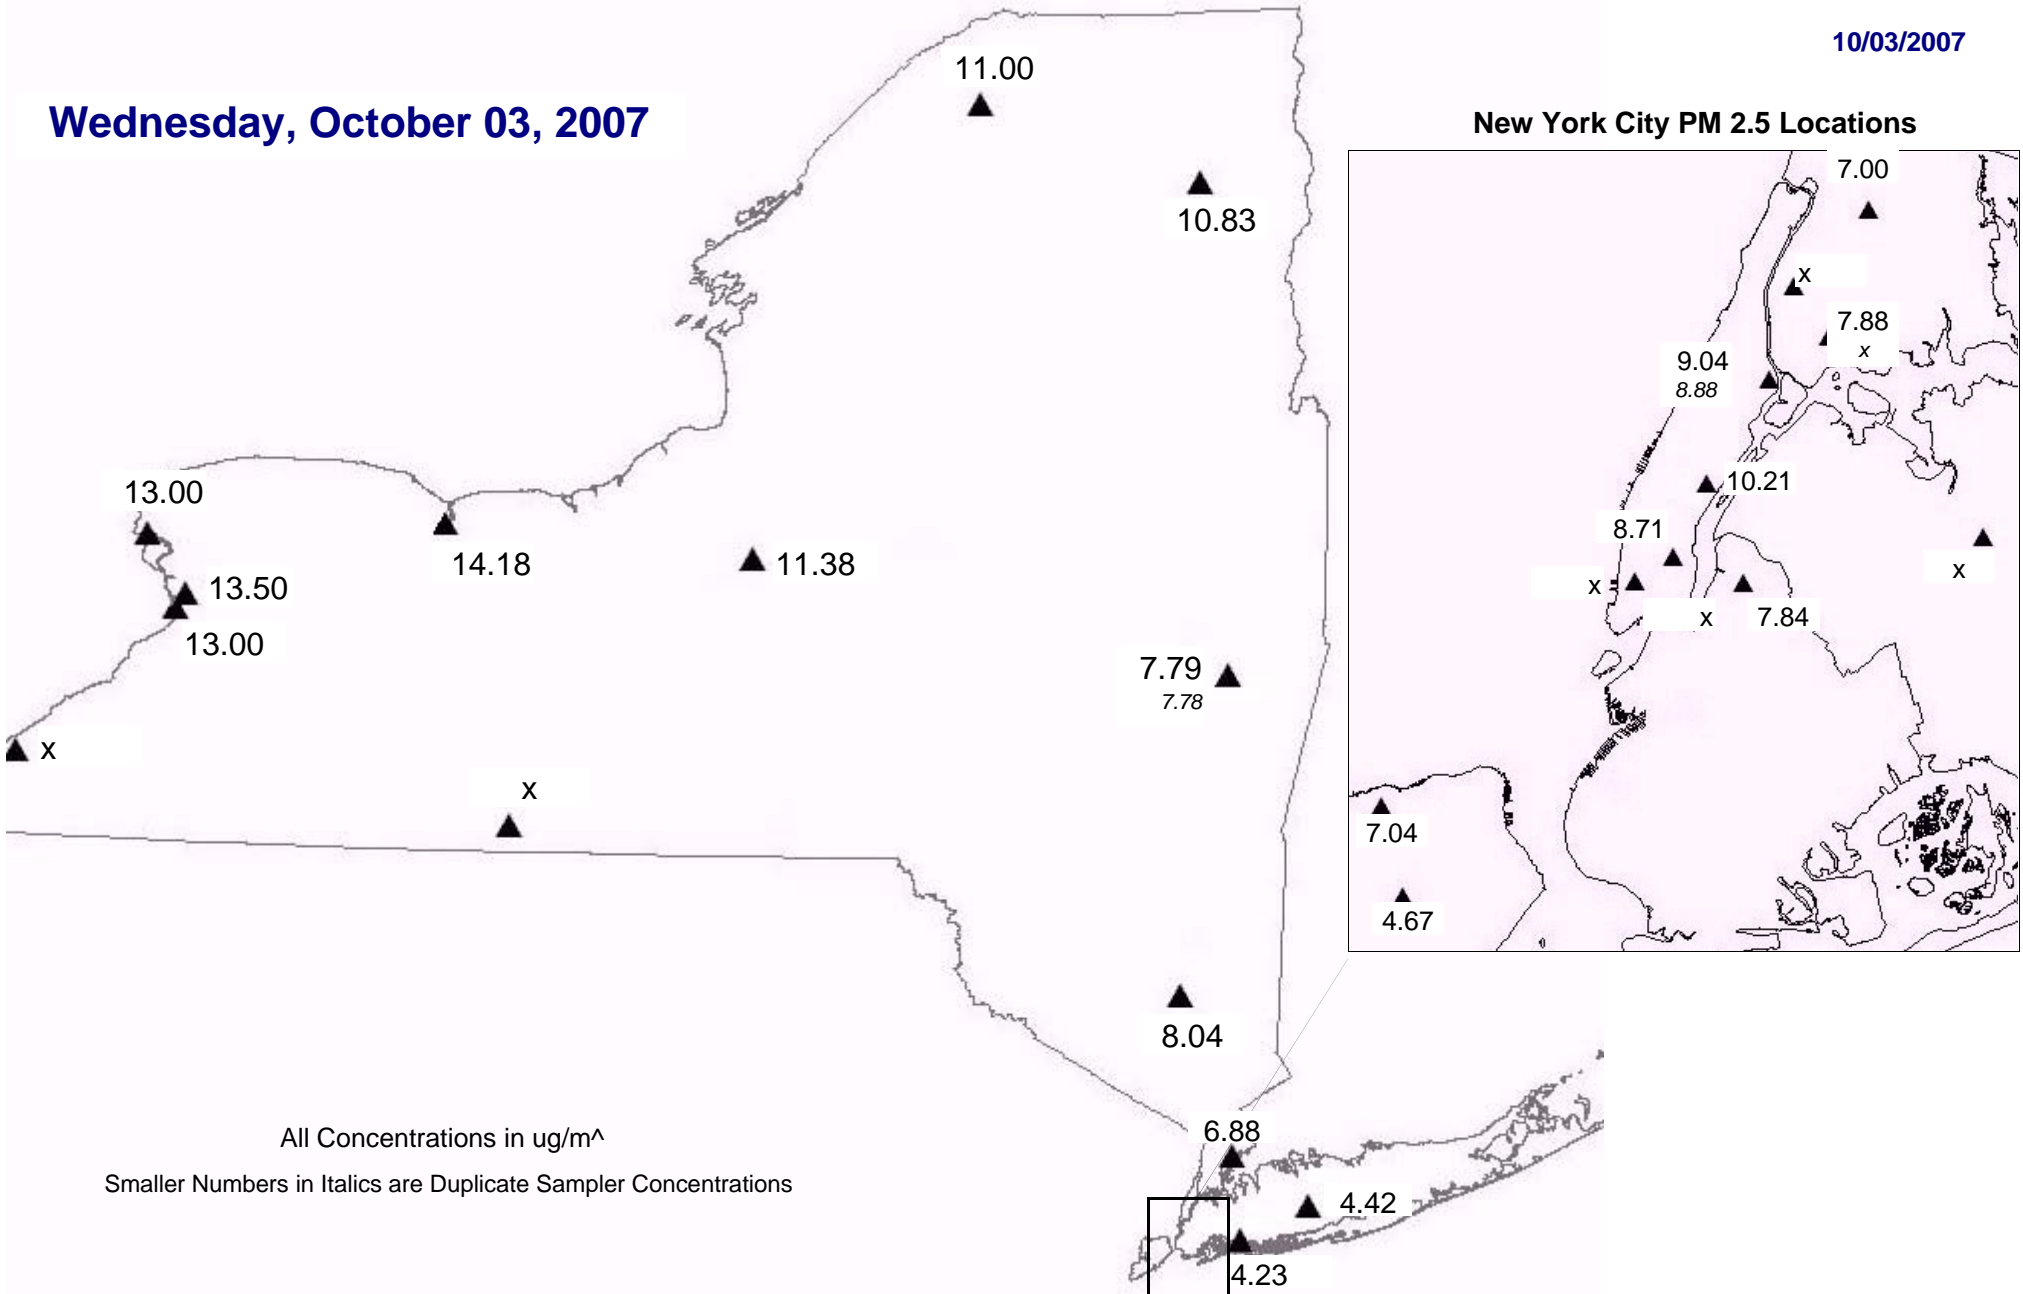 10/03/2007
Wednesday, October 03, 2007
New York City PM 2.5 Locations
11.00
10.83
13.00
13.50
13.00
14.18
11.38
7.79
7.78
x
x
8.04
6.88
4.42
4.23
7.00
x
7.88
x
9.04
8.88
10.21
8.71
x
x
7.84
x
7.04
4.67
All Concentrations in ug/m^
Smaller Numbers in Italics are Duplicate Sampler Concentrations